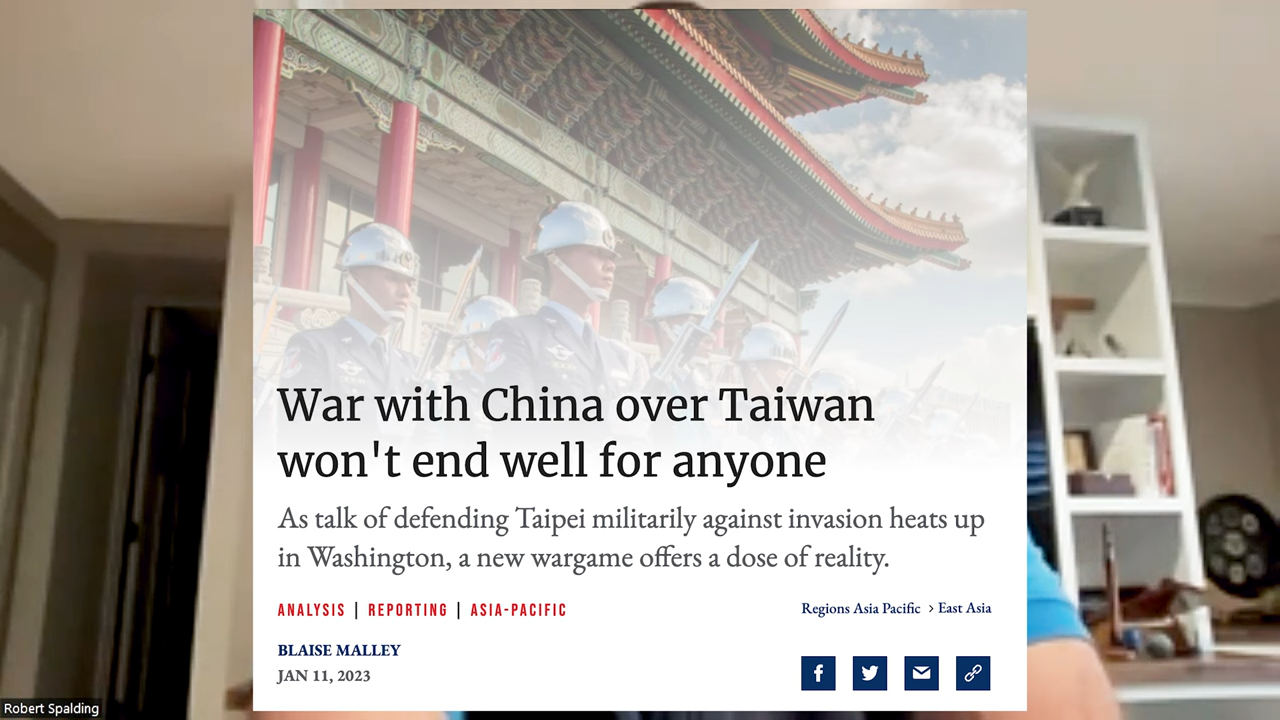 War with China over Taiwan
won't end well for anyone
As talk of defending Taipei militarily against invasion heats up
in Washington, a new wargame offers a dose of reality.
ANALYSIS | REPORTING | ASIA-PACIFIC
Regions Asia Pacific > East Asia
BLAISE MALLEY
JAN 11, 2023
Robert Spalding